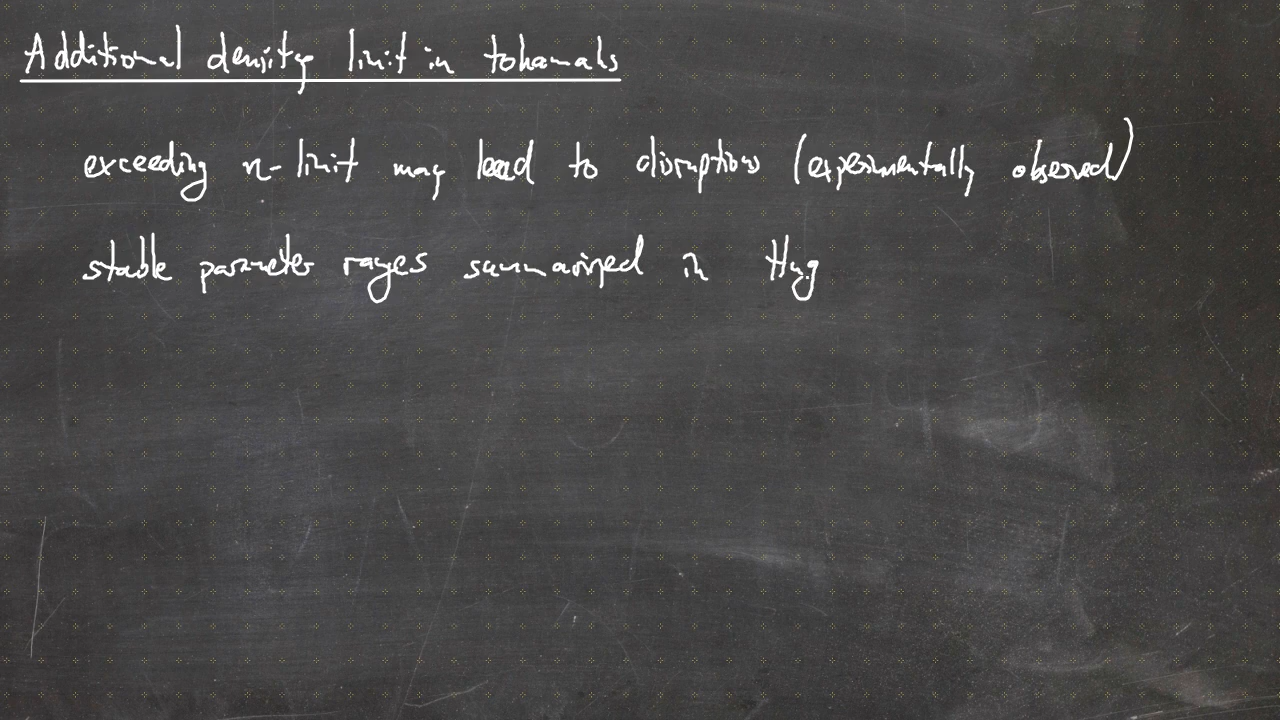 Additional density limit in tokamaks
exceeding n-limit may lead to disruptions (experimentally observed)
stable parameter ranges summarized in Hug